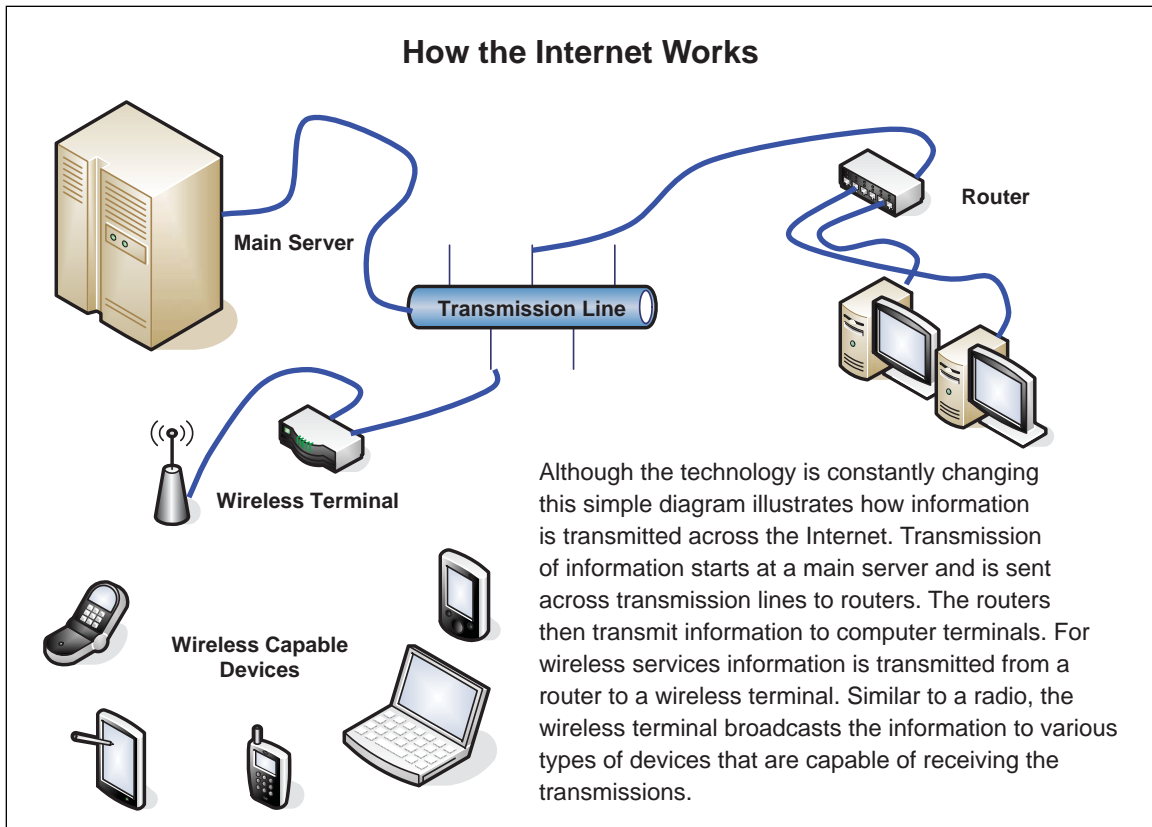 How the Internet Works
Main Server
Router
Transmission Line
Wireless Terminal
Wireless Capable
Devices
Although the technology is constantly changing
this simple diagram illustrates how information
is transmitted across the Internet. Transmission
of information starts at a main server and is sent
across transmission lines to routers. The routers
then transmit information to computer terminals. For
wireless services information is transmitted from a
router to a wireless terminal. Similar to a radio, the
wireless terminal broadcasts the information to various
types of devices that are capable of receiving the
transmissions.